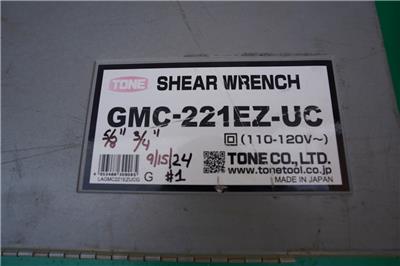 TONE SHEAR WRENCH
GMC-221EZ-UC
(110-120V~)
5/8" 3/4"
9/15/24
TONE CO., LTD.
www.tonetool.co.jp
LAGMC221EZUCG G #1 MADE IN JAPAN